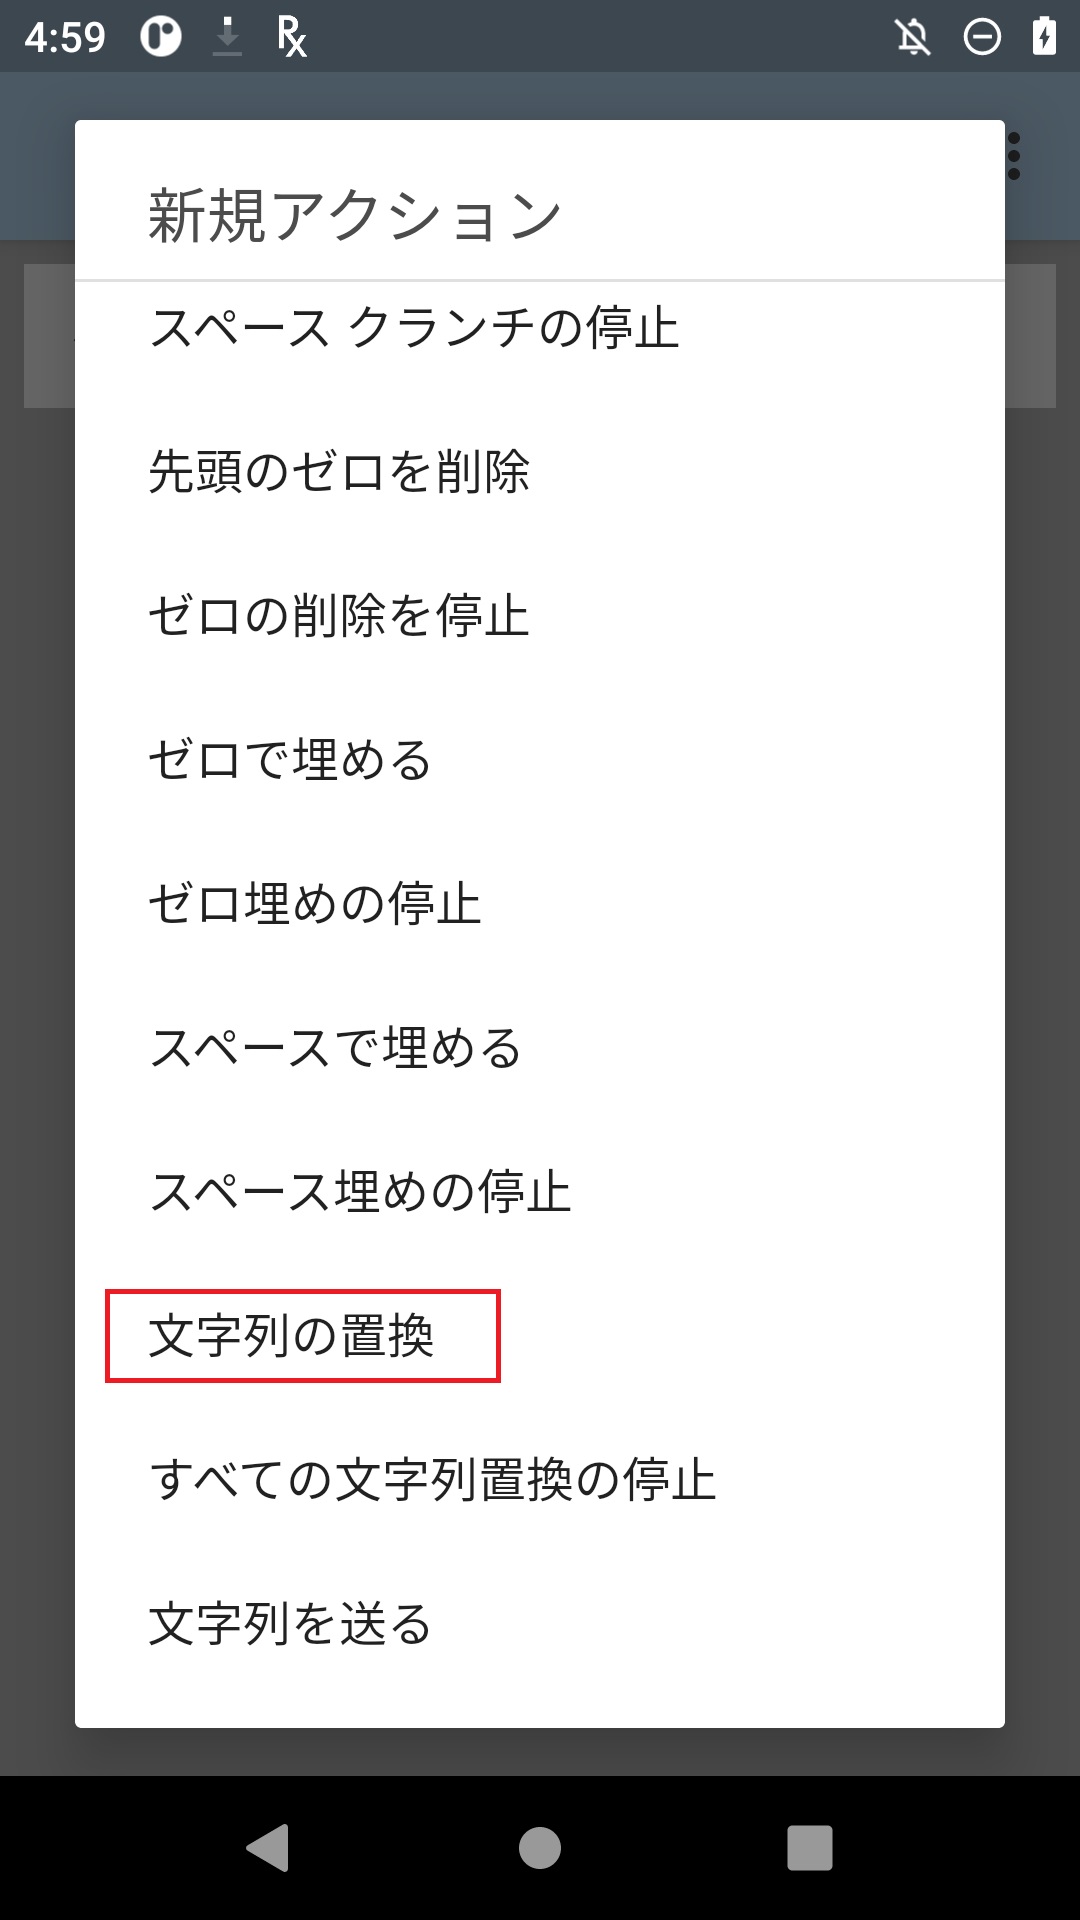 4:59
新規アクション
スペース クランチの停止
先頭のゼロを削除
ゼロの削除を停止
ゼロで埋める
ゼロ埋めの停止
スペースで埋める
スペース埋めの停止
文字列の置換
すべての文字列置換の停止
文字列を送る